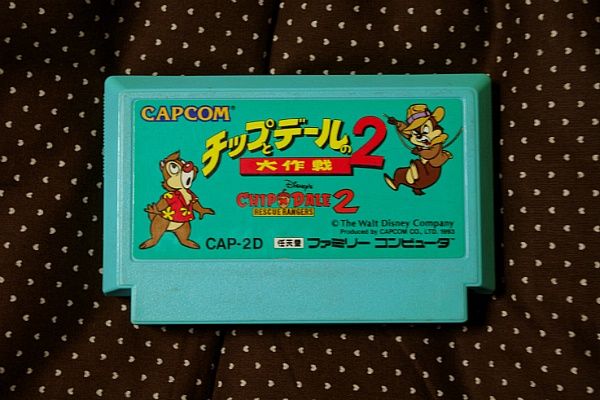 CAPCOM
チップとデールの
大作戦2
Disney's
CHIP 'N DALE 2
RESCUE RANGERS
© The Walt Disney Company
Produced by CAPCOM CO., LTD. 1993
CAP-2D 任天堂 ファミリーコンピュータ™